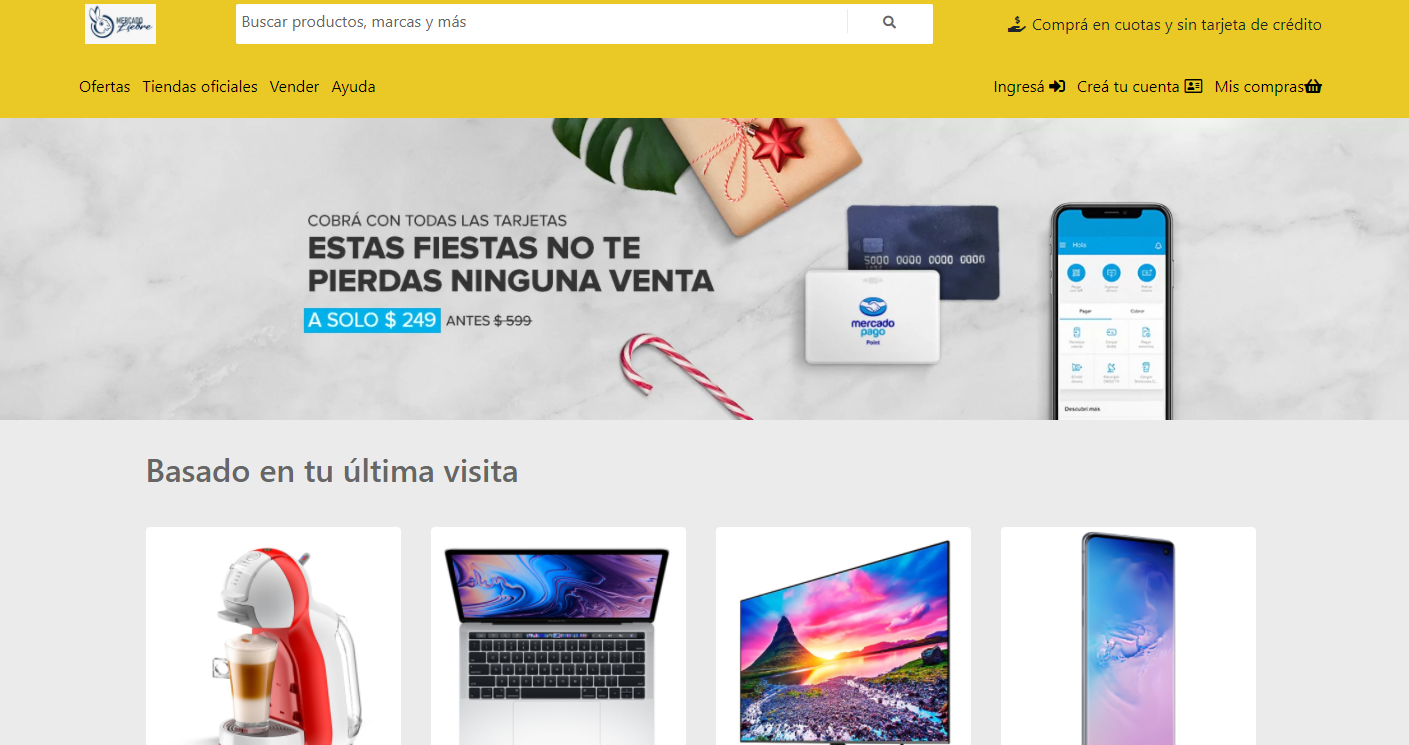 MERCADO
Liebre
Buscar productos, marcas y más
Comprá en cuotas y sin tarjeta de crédito
Ofertas Tiendas oficiales Vender Ayuda
Ingresá Creá tu cuenta Mis compras
COBRÁ CON TODAS LAS TARJETAS
ESTAS FIESTAS NO TE
PIERDAS NINGUNA VENTA
A SOLO $ 249 ANTES $ 599
5000 0000 0000 0000
mercado
pago
Point
Hola
Pagar Cobrar
Descubrí más
Basado en tu última visita